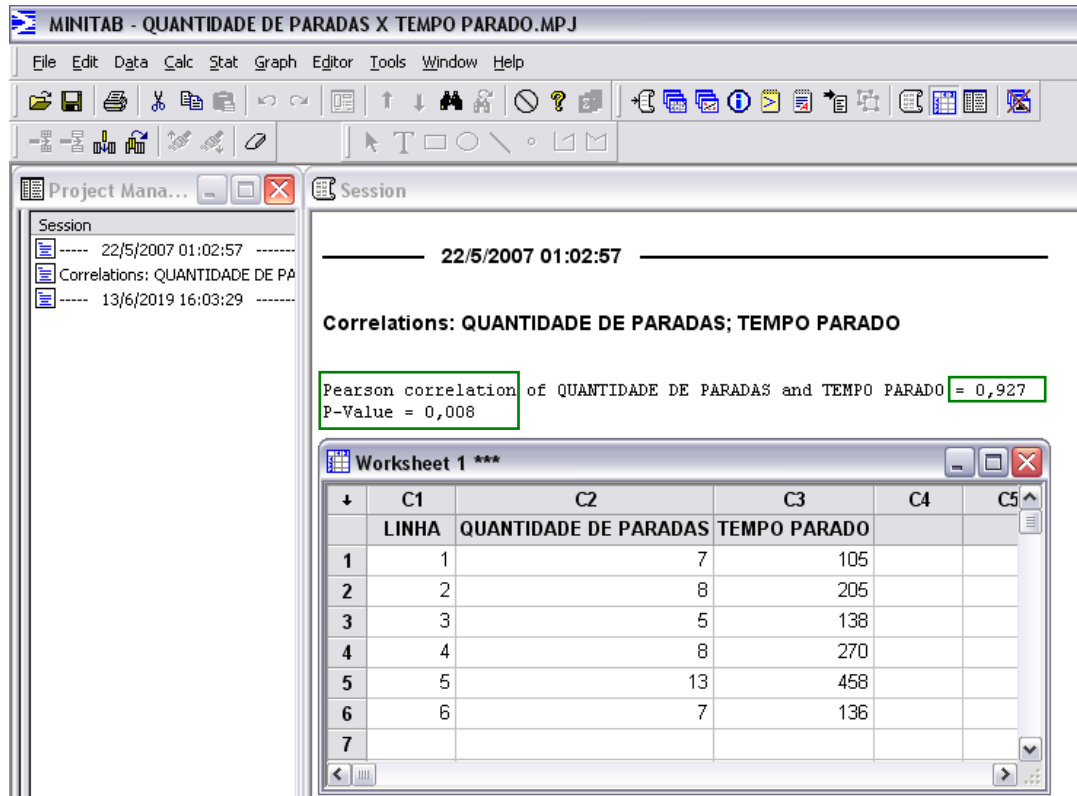 MINITAB - QUANTIDADE DE PARADAS X TEMPO PARADO.MPJ
File Edit Data Calc Stat Graph Editor Tools Window Help
Project Mana...
Session
----- 22/5/2007 01:02:57 -------
Correlations: QUANTIDADE DE PA
----- 13/6/2019 16:03:29 -------
Session
22/5/2007 01:02:57
Correlations: QUANTIDADE DE PARADAS; TEMPO PARADO
Pearson correlation of QUANTIDADE DE PARADAS and TEMPO PARADO = 0,927
P-Value = 0,008
Worksheet 1 ***
C1 C2 C3 C4 C5
LINHA QUANTIDADE DE PARADAS TEMPO PARADO
1 1 7 105
2 2 8 205
3 3 5 138
4 4 8 270
5 5 13 458
6 6 7 136
7